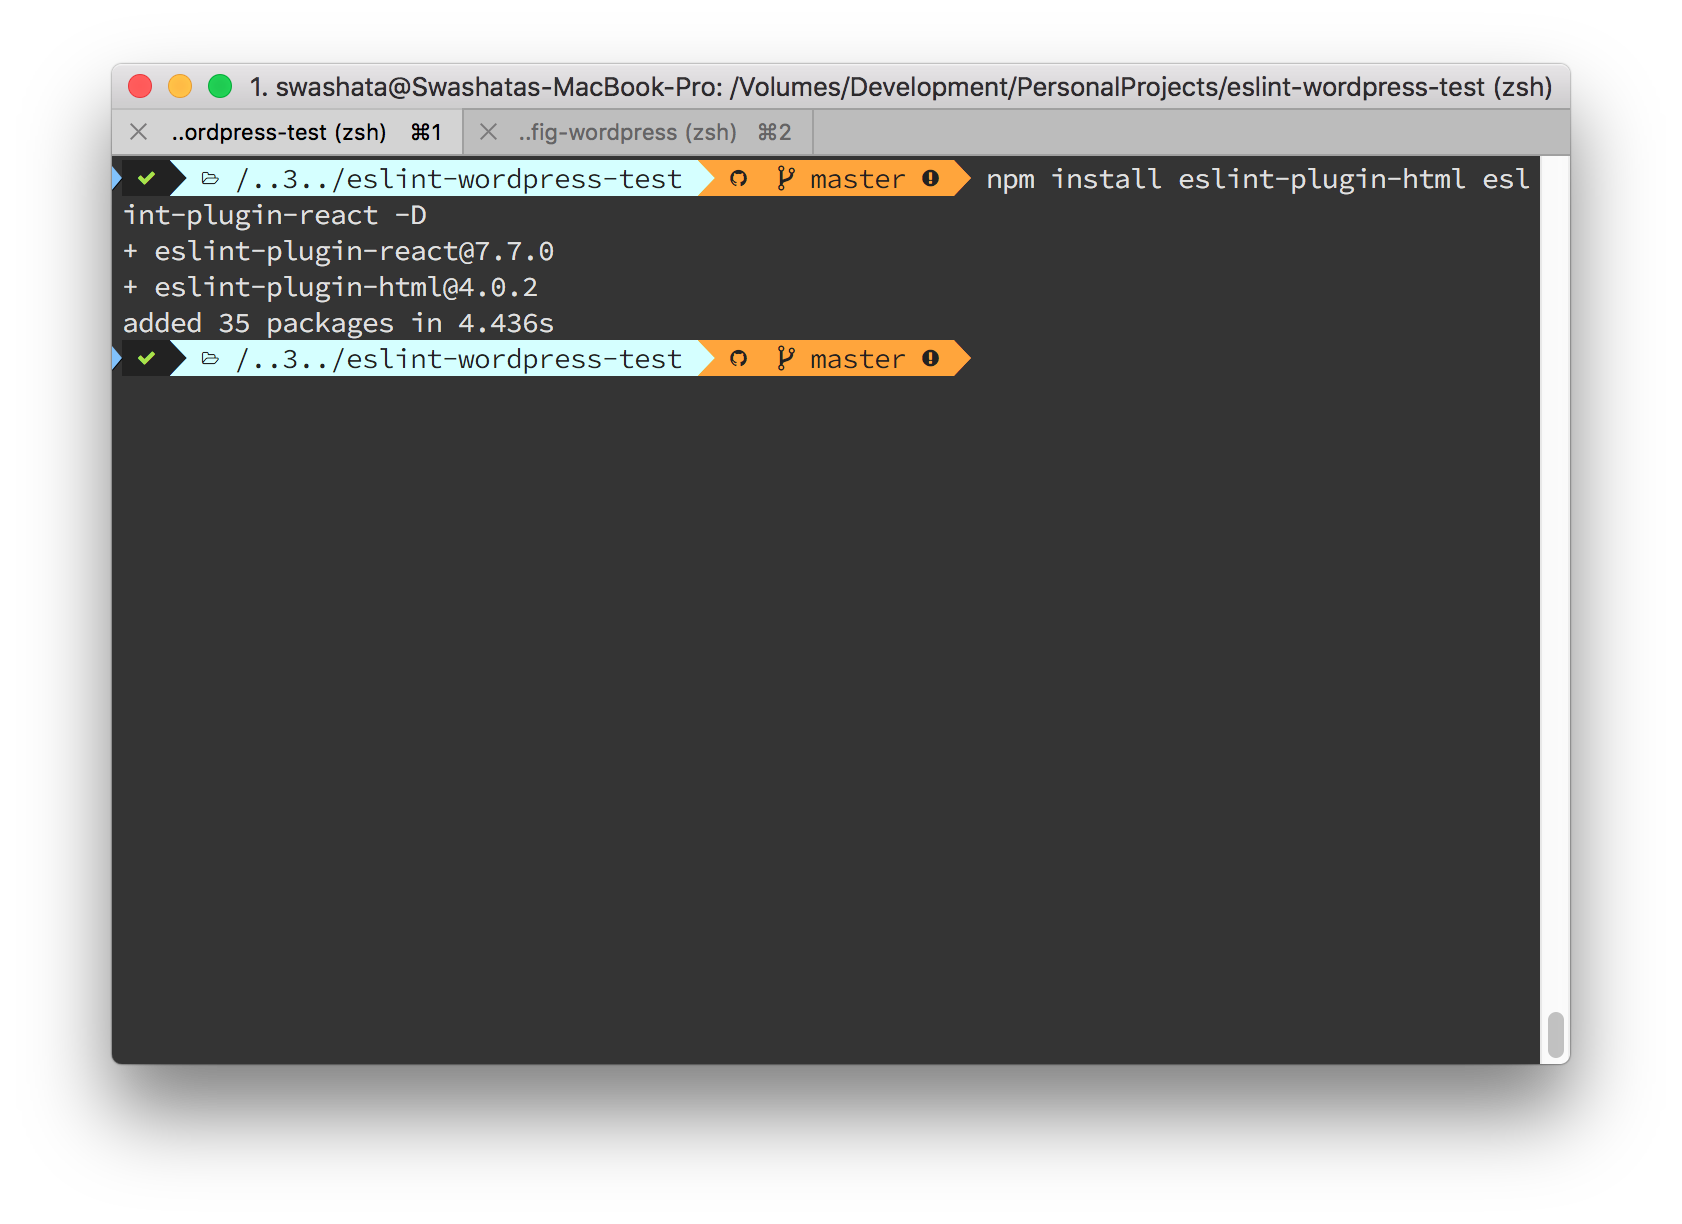 1. swashata@Swashatas-MacBook-Pro: /Volumes/Development/PersonalProjects/eslint-wordpress-test (zsh)
..ordpress-test (zsh) ⌘1 ..fig-wordpress (zsh) ⌘2
/..3../eslint-wordpress-test master npm install eslint-plugin-html esl
int-plugin-react -D
+ eslint-plugin-react@7.7.0
+ eslint-plugin-html@4.0.2
added 35 packages in 4.436s
/..3../eslint-wordpress-test master